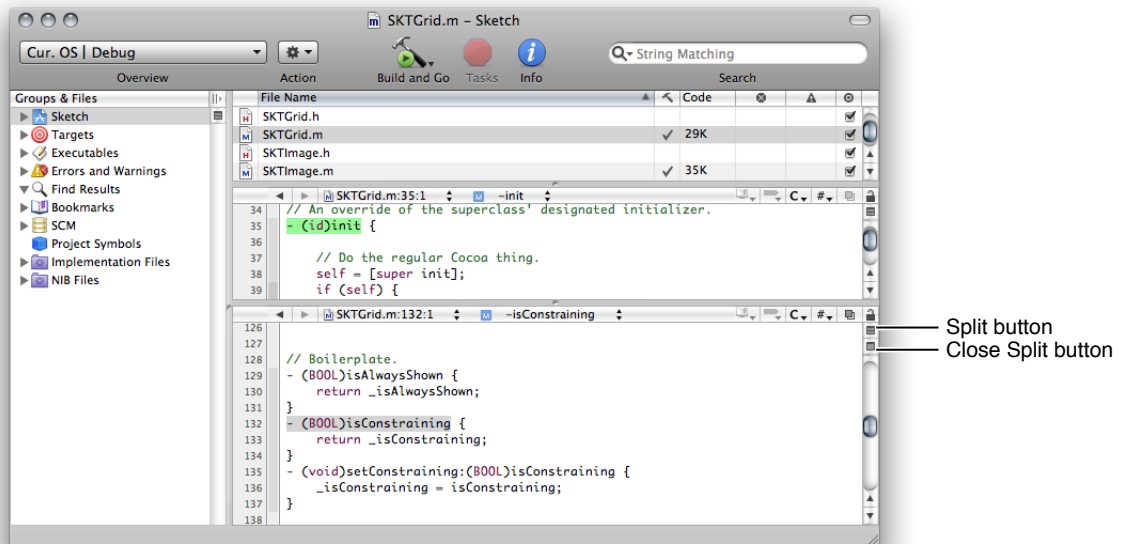 SKTGrid.m – Sketch
Cur. OS | Debug
String Matching
Overview Action Build and Go Tasks Info Search
Groups & Files
Sketch
Targets
Executables
Errors and Warnings
Find Results
Bookmarks
SCM
Project Symbols
Implementation Files
NIB Files
File Name Code
SKTGrid.h
SKTGrid.m 29K
SKTImage.h
SKTImage.m 35K
SKTGrid.m:35:1 M -init C #
34 // An override of the superclass' designated initializer.
35 - (id)init {
36
37 // Do the regular Cocoa thing.
38 self = [super init];
39 if (self) {
SKTGrid.m:132:1 M -isConstraining C #
126
127
128 // Boilerplate.
129 - (BOOL)isAlwaysShown {
130 return _isAlwaysShown;
131 }
132 - (BOOL)isConstraining {
133 return _isConstraining;
134 }
135 - (void)setConstraining:(BOOL)isConstraining {
136 _isConstraining = isConstraining;
137 }
138
Split button
Close Split button